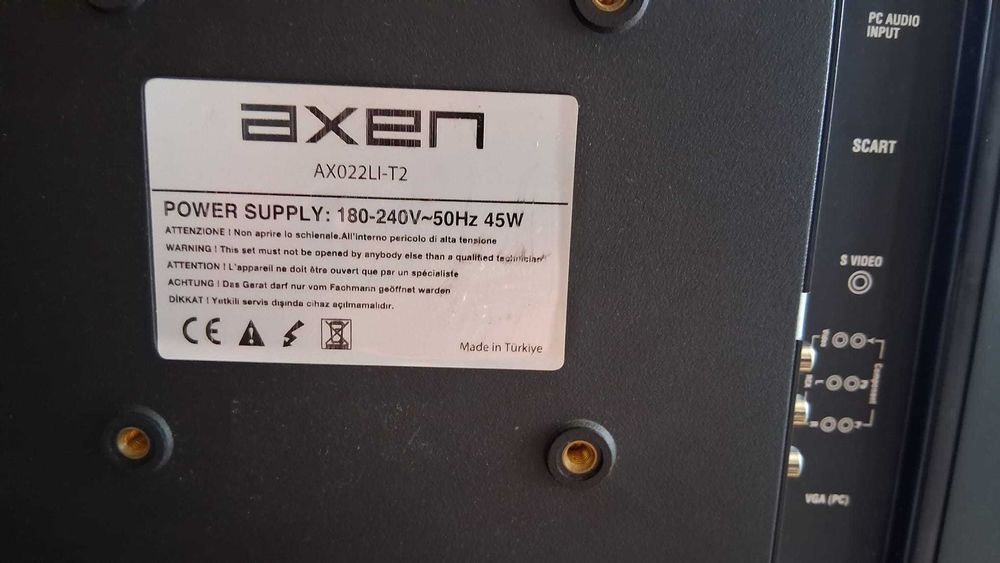 axen
AX022LI-T2
POWER SUPPLY: 180-240V~50Hz 45W
ATTENZIONE ! Non aprire lo schienale.All'interno pericolo di alta tensione
WARNING ! This set must not be opened by anybody else than a qualified technician
ATTENTION ! L'appareil ne doit être ouvert que par un spécialiste
ACHTUNG ! Das Gerat darf nur vom Fachmann geöffnet warden
DİKKAT ! Yetkili servis dışında cihaz açılmamalıdır.
CE
Made in Türkiye
PC AUDIO
INPUT
SCART
S VIDEO
Video
Component
VGA (PC)